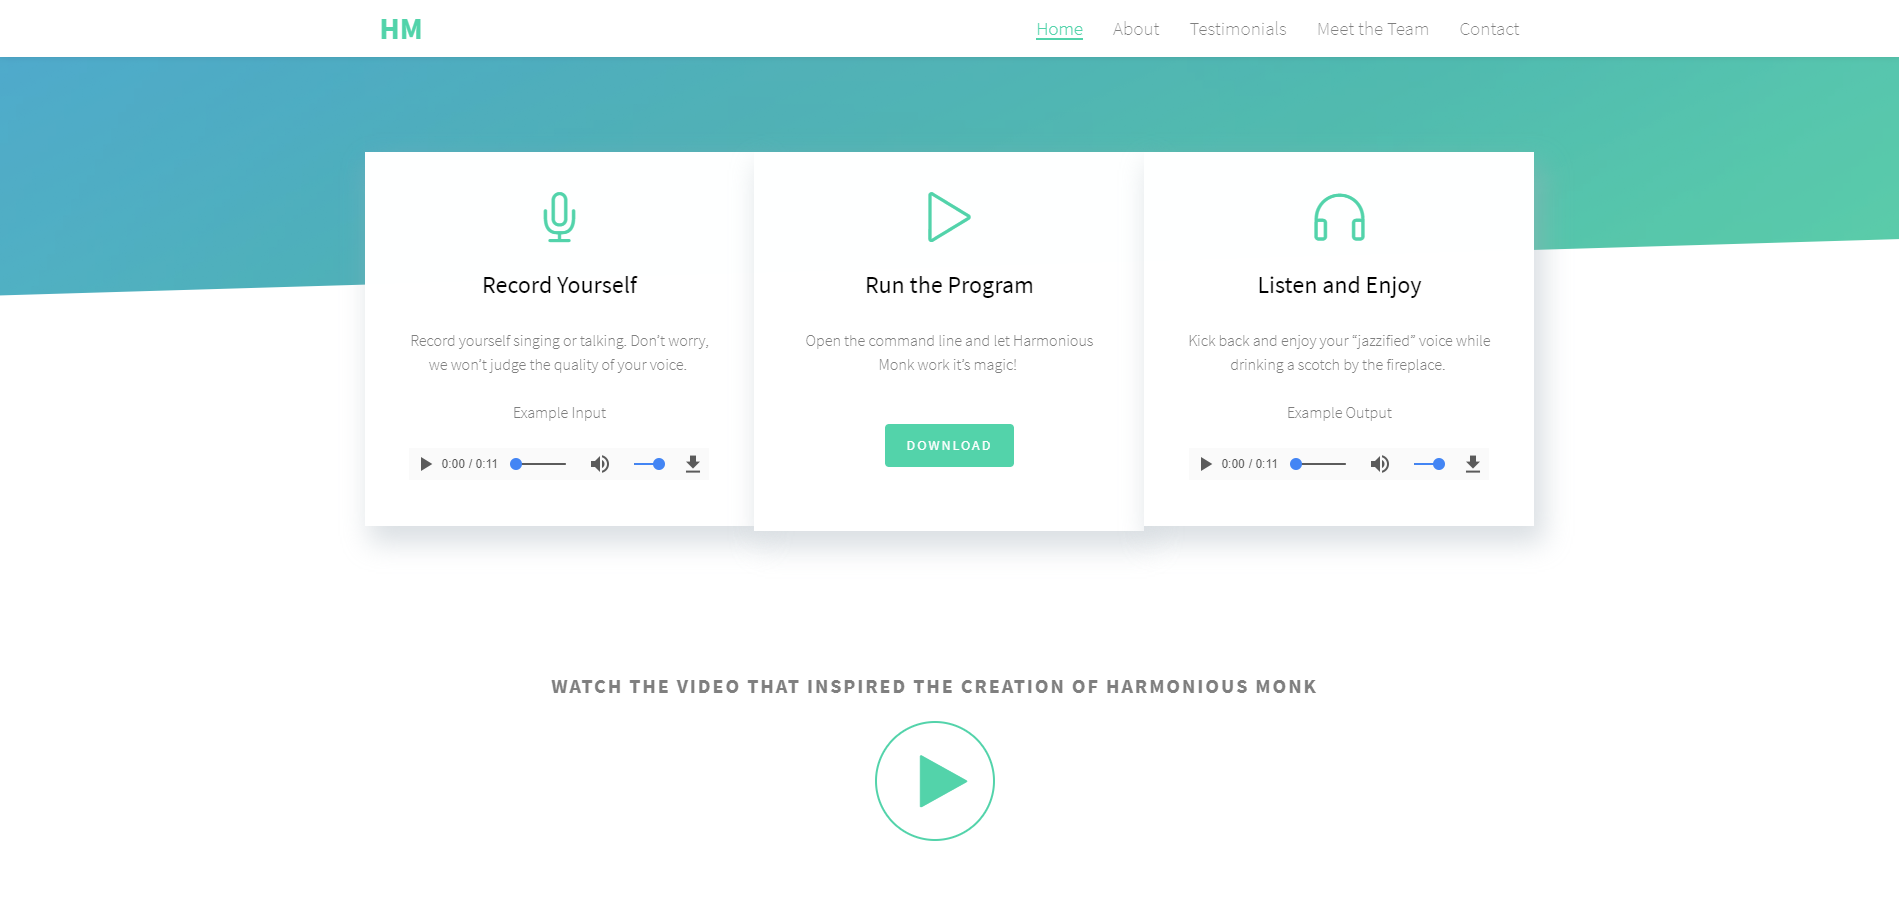 HM
Home About Testimonials Meet the Team Contact
Record Yourself
Record yourself singing or talking. Don't worry,
we won't judge the quality of your voice.
Example Input
0:00 / 0:11
Run the Program
Open the command line and let Harmonious
Monk work it's magic!
DOWNLOAD
Listen and Enjoy
Kick back and enjoy your “jazzified” voice while
drinking a scotch by the fireplace.
Example Output
0:00 / 0:11
WATCH THE VIDEO THAT INSPIRED THE CREATION OF HARMONIOUS MONK